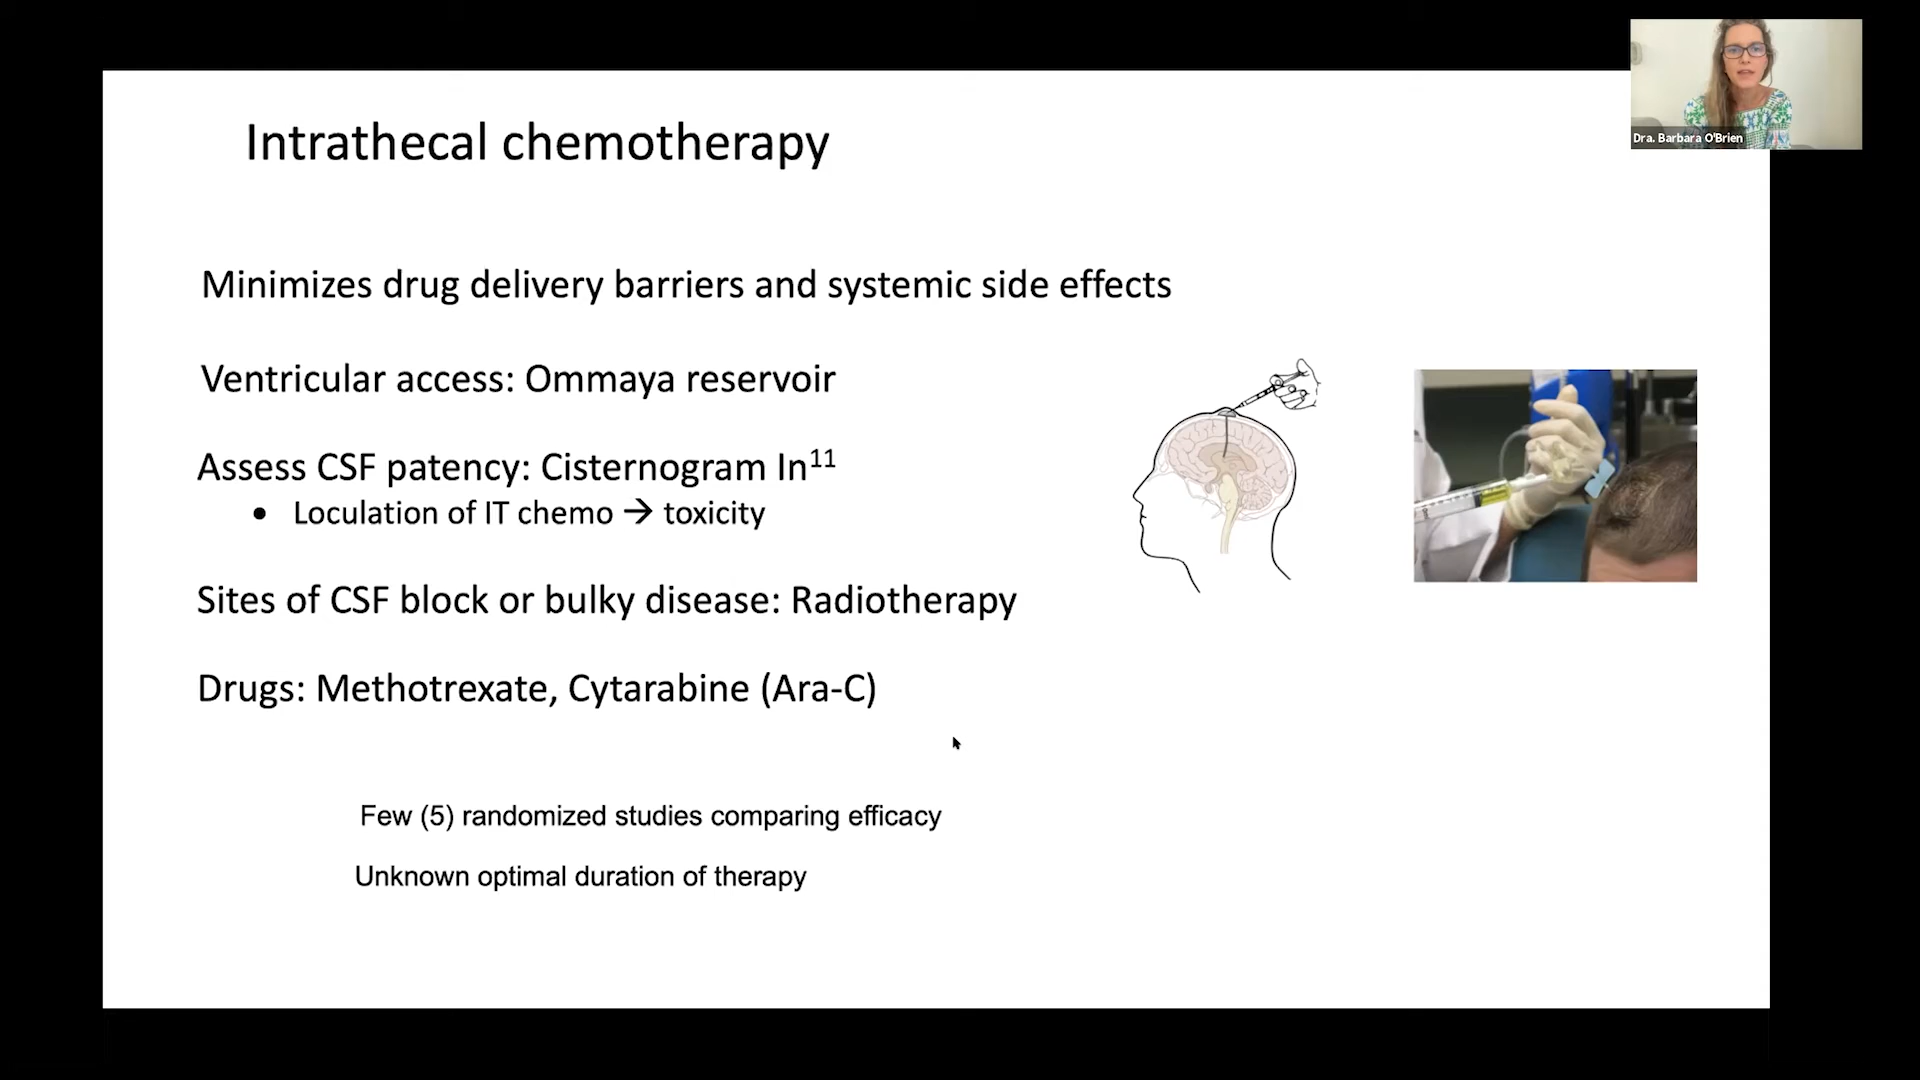 Intrathecal chemotherapy
Dra. Barbara O'Brien
Minimizes drug delivery barriers and systemic side effects
Ventricular access: Ommaya reservoir
Assess CSF patency: Cisternogram In¹¹
• Loculation of IT chemo → toxicity
Sites of CSF block or bulky disease: Radiotherapy
Drugs: Methotrexate, Cytarabine (Ara-C)
Few (5) randomized studies comparing efficacy
Unknown optimal duration of therapy